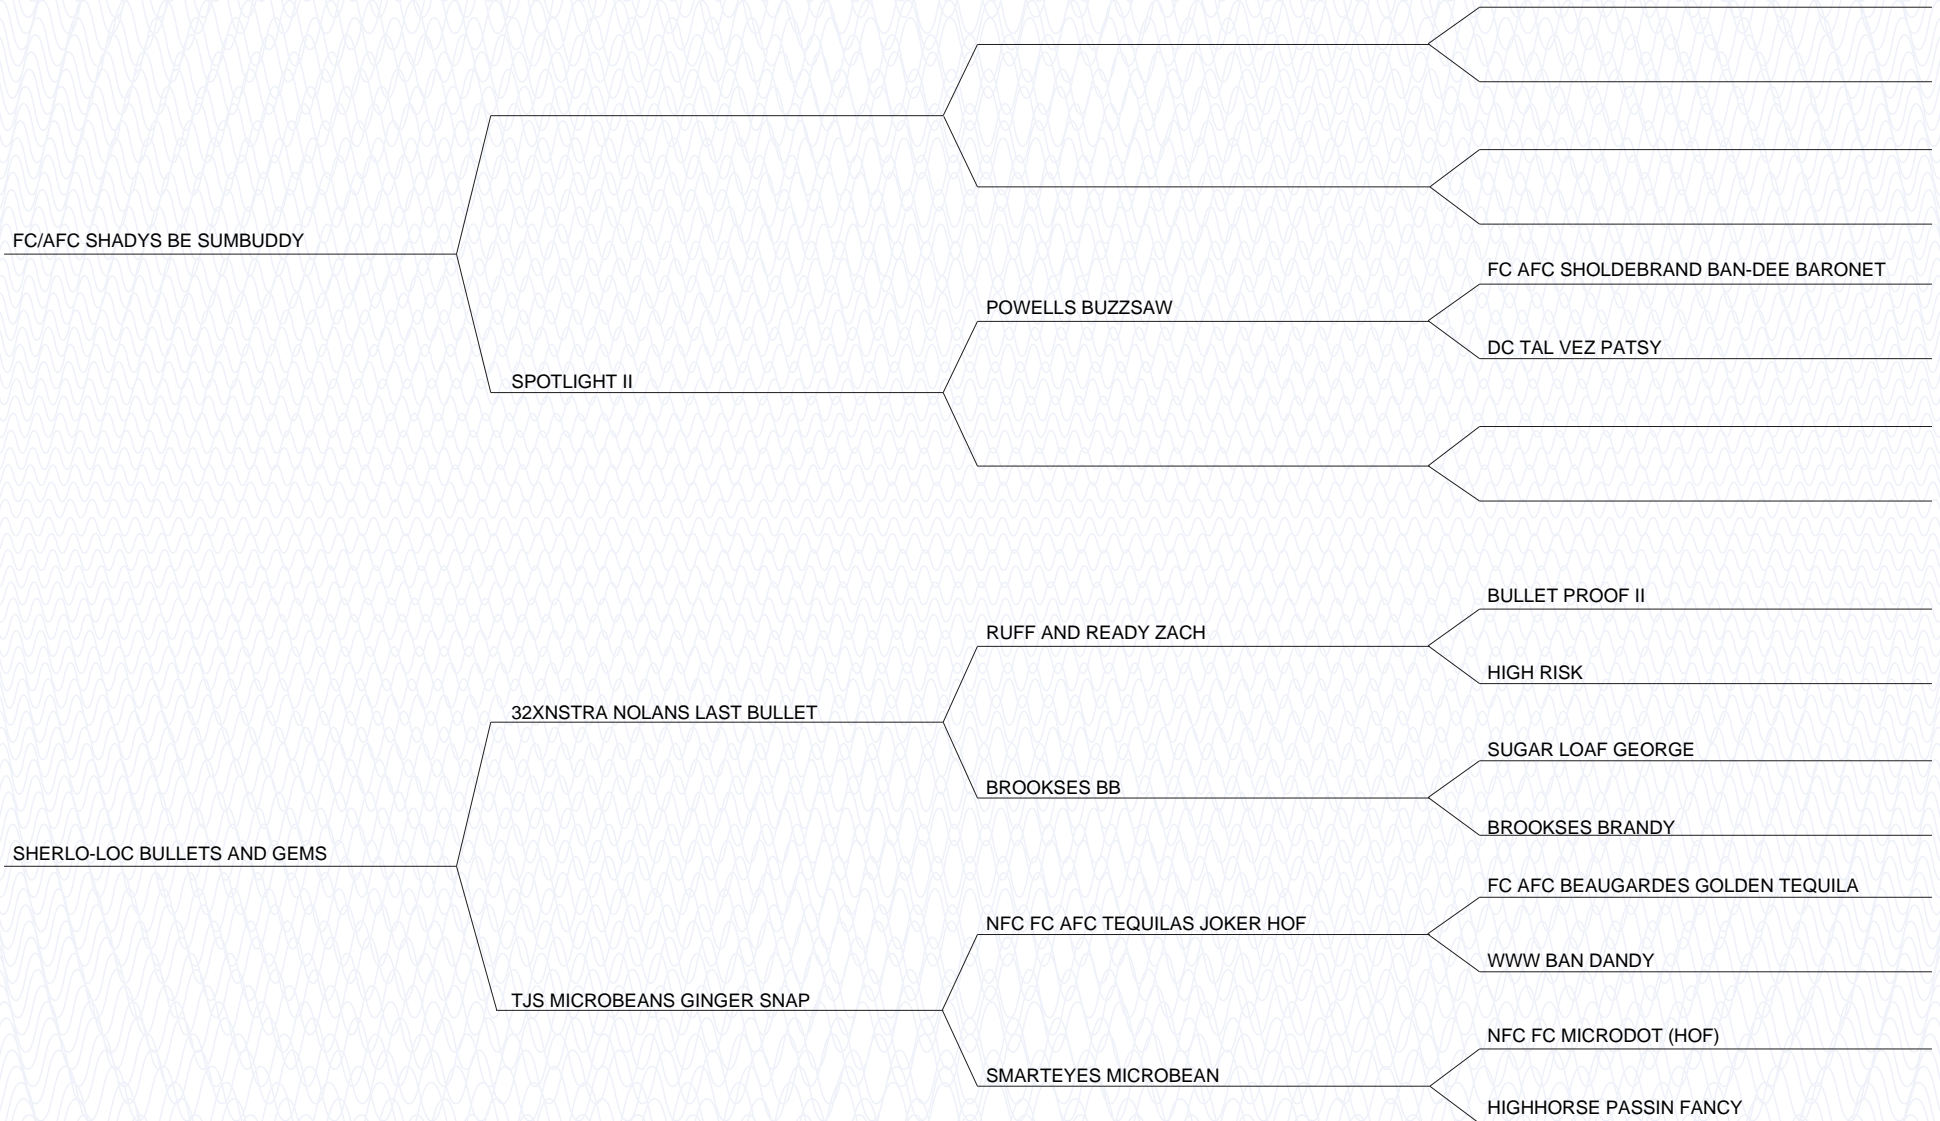 FC/AFC SHADYS BE SUMBUDDY
SPOTLIGHT II
POWELLS BUZZSAW
FC AFC SHOLDEBRAND BAN-DEE BARONET
DC TAL VEZ PATSY
SHERLO-LOC BULLETS AND GEMS
32XNSTRA NOLANS LAST BULLET
RUFF AND READY ZACH
BULLET PROOF II
HIGH RISK
BROOKSES BB
SUGAR LOAF GEORGE
BROOKSES BRANDY
TJS MICROBEANS GINGER SNAP
NFC FC AFC TEQUILAS JOKER HOF
FC AFC BEAUGARDES GOLDEN TEQUILA
WWW BAN DANDY
SMARTEYES MICROBEAN
NFC FC MICRODOT (HOF)
HIGHHORSE PASSIN FANCY